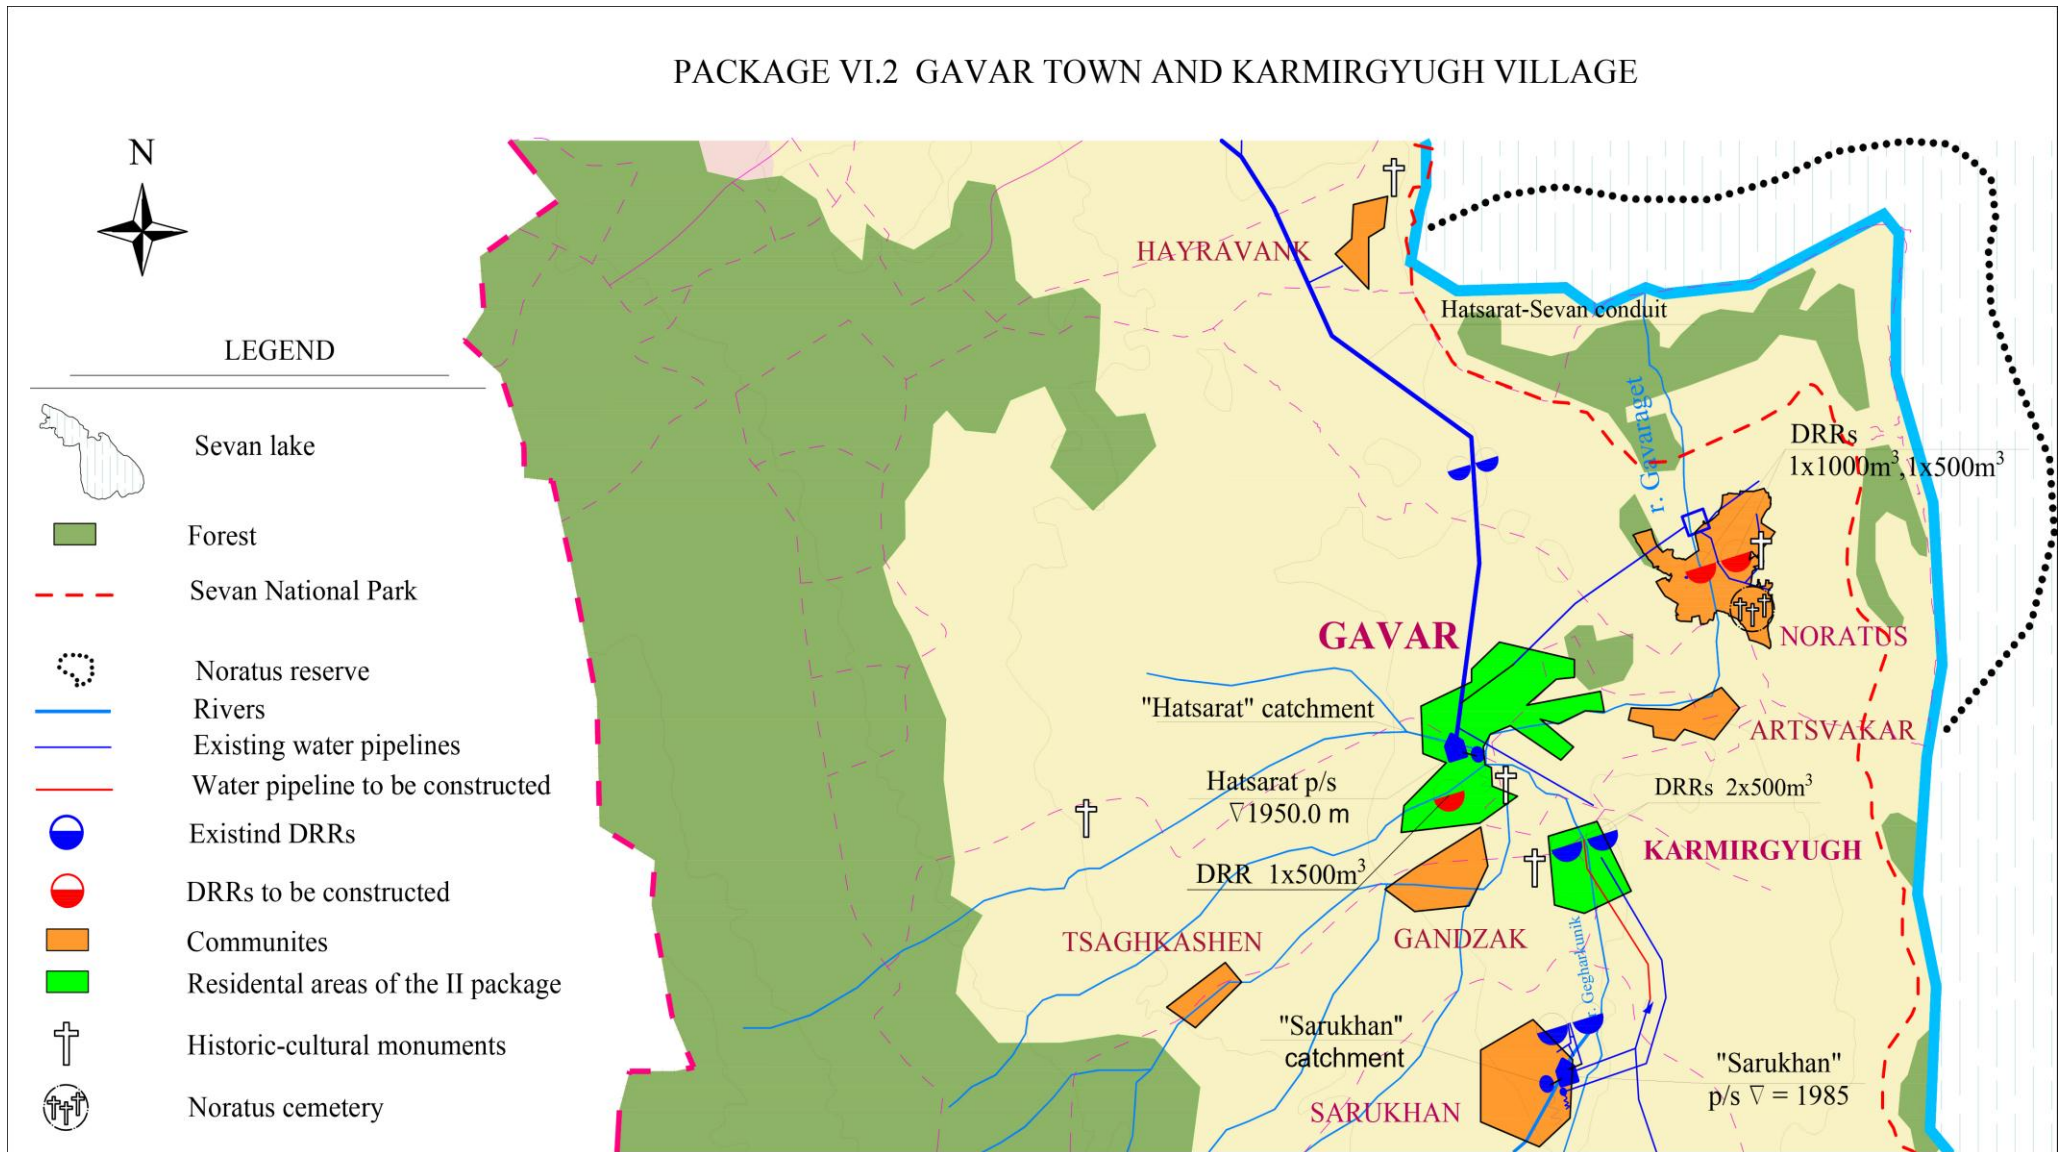 PACKAGE VI.2 GAVAR TOWN AND KARMIRGYUGH VILLAGE
N
LEGEND
Sevan lake
Forest
Sevan National Park
Noratus reserve
Rivers
Existing water pipelines
Water pipeline to be constructed
Existind DRRs
DRRs to be constructed
Communites
Residental areas of the II package
Historic-cultural monuments
Noratus cemetery
HAYRAVANK
Hatsarat-Sevan conduit
r. Gavaraget
DRRs
1x1000m³,1x500m³
GAVAR
NORATUS
"Hatsarat" catchment
ARTSVAKAR
Hatsarat p/s
▽1950.0 m
DRRs 2x500m³
KARMIRGYUGH
DRR 1x500m³
TSAGHKASHEN
GANDZAK
r. Gegharkunik
"Sarukhan"
catchment
"Sarukhan"
p/s ▽ = 1985
SARUKHAN